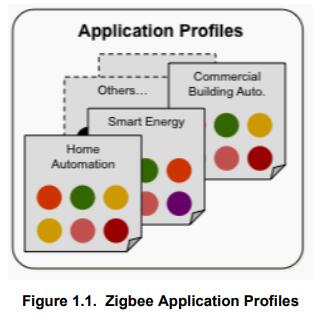 Application Profiles
Commercial
Building Auto.
Others...
Smart Energy
Home
Automation
Figure 1.1. Zigbee Application Profiles